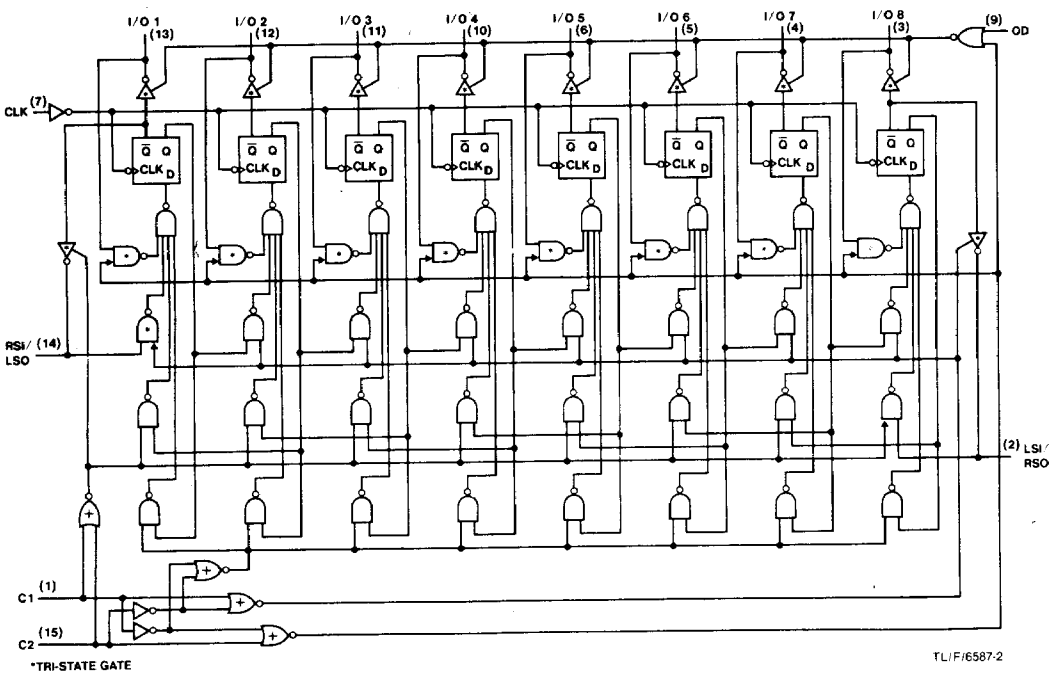 I/O 1 I/O 2 I/O 3 I/O 4 I/O 5 I/O 6 I/O 7 I/O 8
(13) (12) (11) (10) (6) (5) (4) (3) (9)
OD
CLK (7)
Q Q Q Q Q Q Q Q Q Q Q Q Q Q Q Q
CLK D CLK D CLK D CLK D CLK D CLK D CLK D CLK D
RSI/ (14)
LSO
(2) LSI/
RSO
C1 (1)
C2 (15)
*TRI-STATE GATE
TL/F/6587-2